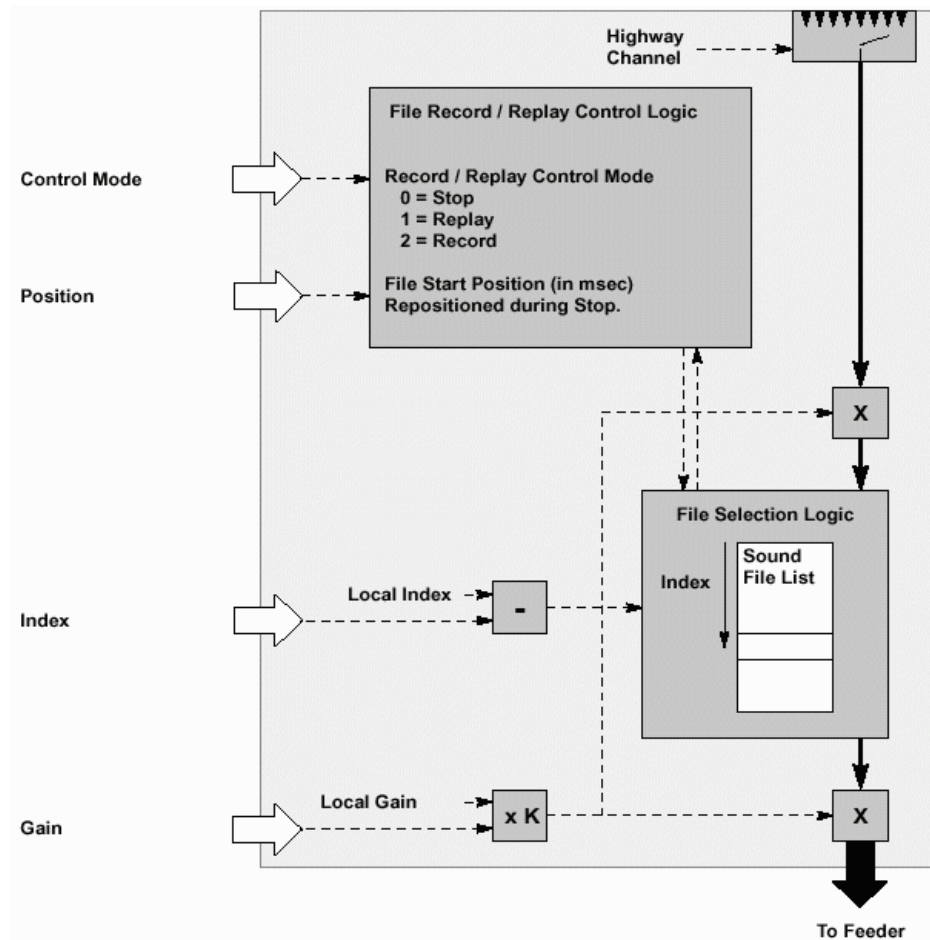 Highway
Channel
File Record / Replay Control Logic
Control Mode
Record / Replay Control Mode
0 = Stop
1 = Replay
2 = Record
Position
File Start Position (in msec)
Repositioned during Stop.
X
File Selection Logic
Sound
File List
Index
Local Index
-
Index
Local Gain
x K
X
Gain
To Feeder